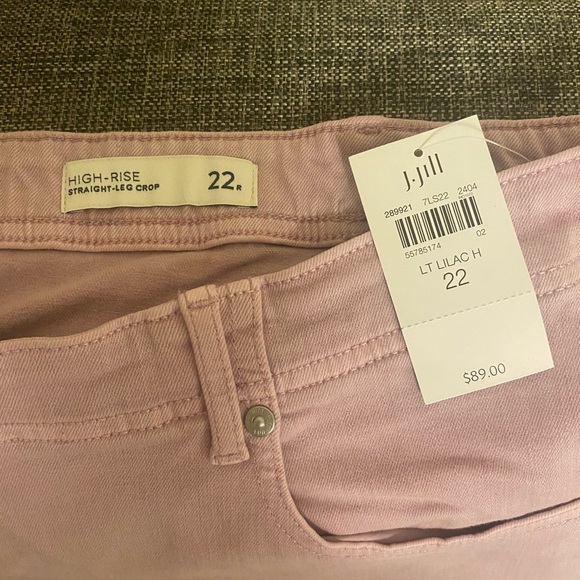 HIGH-RISE
STRAIGHT-LEG CROP
22R
J.Jill
289921 7LS22 2404
55785174 02
LT LILAC H
22
$89.00